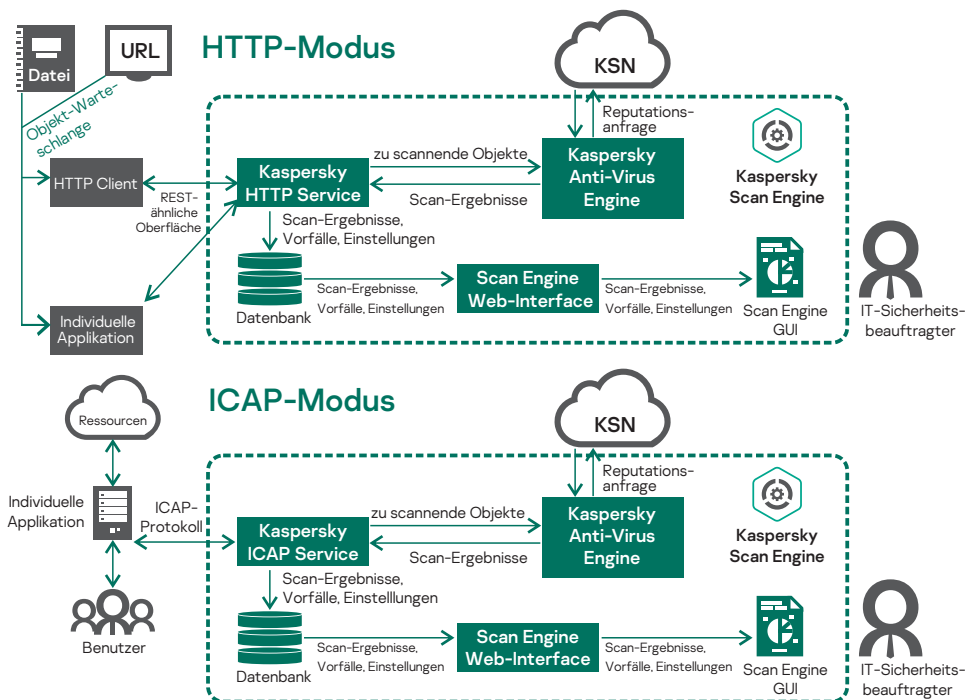 HTTP-Modus
Datei
URL
Objekt-Warte-
schlange
HTTP Client
REST-
ähnliche
Oberfläche
Individuelle
Applikation
KSN
Reputations-
anfrage
Kaspersky
HTTP Service
zu scannende Objekte
Scan-Ergebnisse
Kaspersky
Anti-Virus
Engine
Kaspersky
Scan Engine
Scan-Ergebnisse,
Vorfälle, Einstellungen
Datenbank
Scan-Ergebnisse,
Vorfälle, Einstellungen
Scan Engine
Web-Interface
Scan-Ergebnisse,
Vorfälle, Einstellungen
Scan Engine
GUI
IT-Sicherheits-
beauftragter
ICAP-Modus
Ressourcen
Individuelle
Applikation
ICAP-
Protokoll
Benutzer
KSN
Reputations-
anfrage
Kaspersky
ICAP Service
zu scannende Objekte
Scan-Ergebnisse
Kaspersky
Anti-Virus
Engine
Kaspersky
Scan Engine
Scan-Ergebnisse,
Vorfälle, Einstelllungen
Datenbank
Scan-Ergebnisse,
Vorfälle, Einstellungen
Scan Engine
Web-Interface
Scan-Ergebnisse,
Vorfälle, Einstellungen
Scan Engine
GUI
IT-Sicherheits-
beauftragter